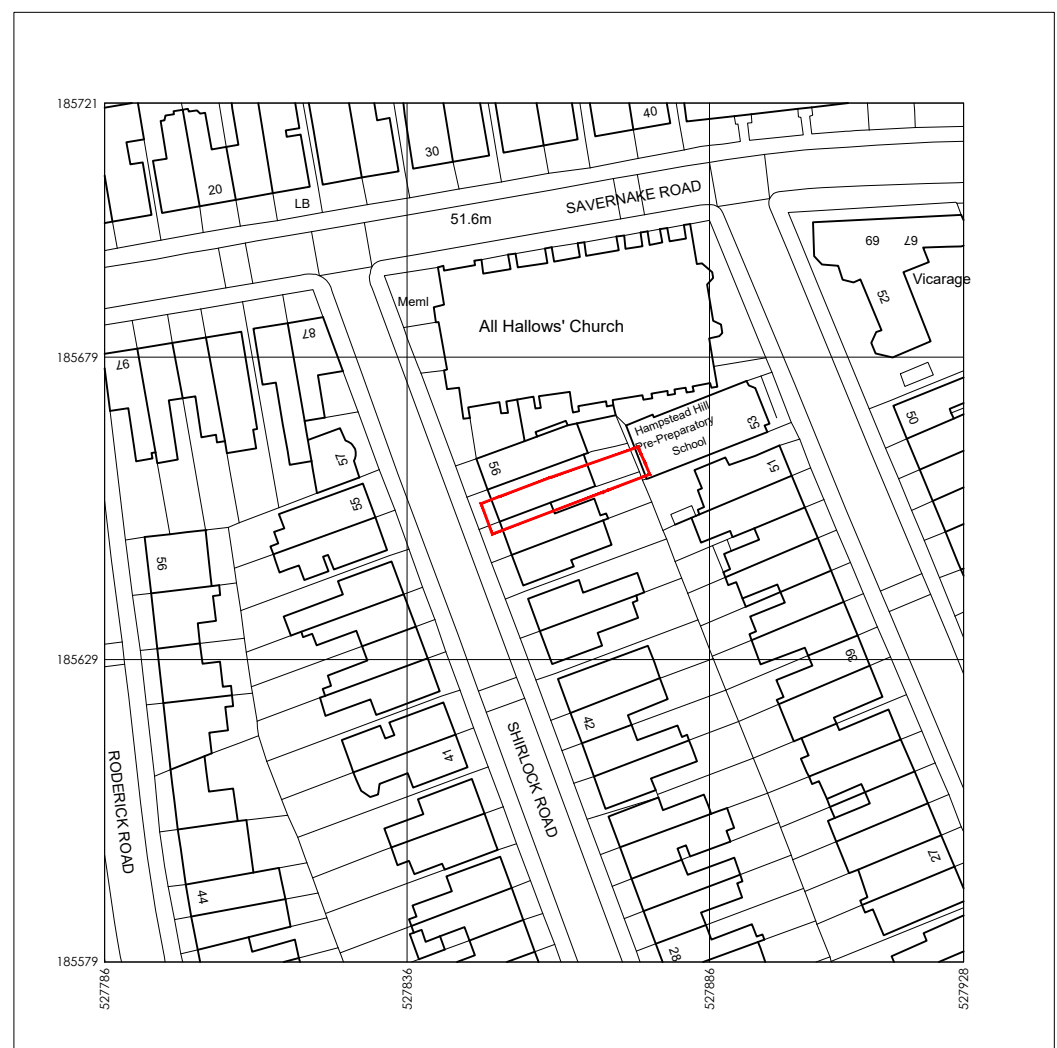 185721
40
30
20
LB
SAVERNAKE ROAD
51.6m
69
67
52
Vicarage
Meml
All Hallows' Church
87
97
185679
Hampstead Hill
Pre-Preparatory
School
53
50
57
56
51
55
56
185629
39
42
41
SHIRLOCK ROAD
RODERICK ROAD
27
44
28
185579
527786
527836
527886
527928